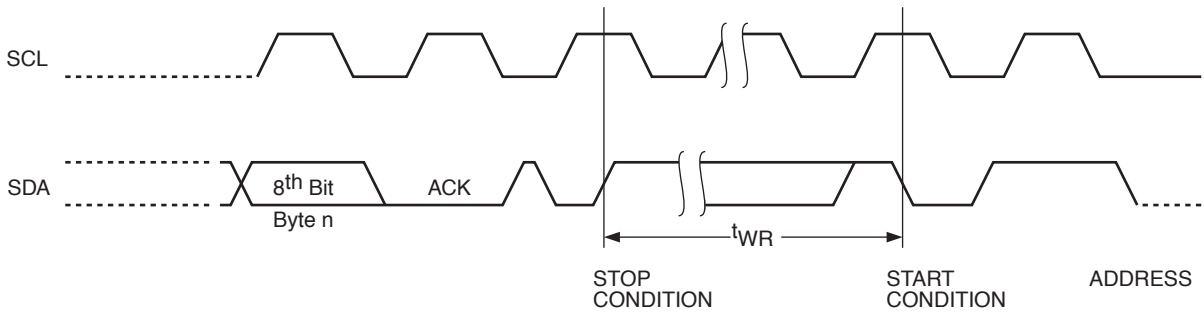 SCL
SDA
8th Bit
ACK
Byte n
tWR
STOP
CONDITION
START
CONDITION
ADDRESS